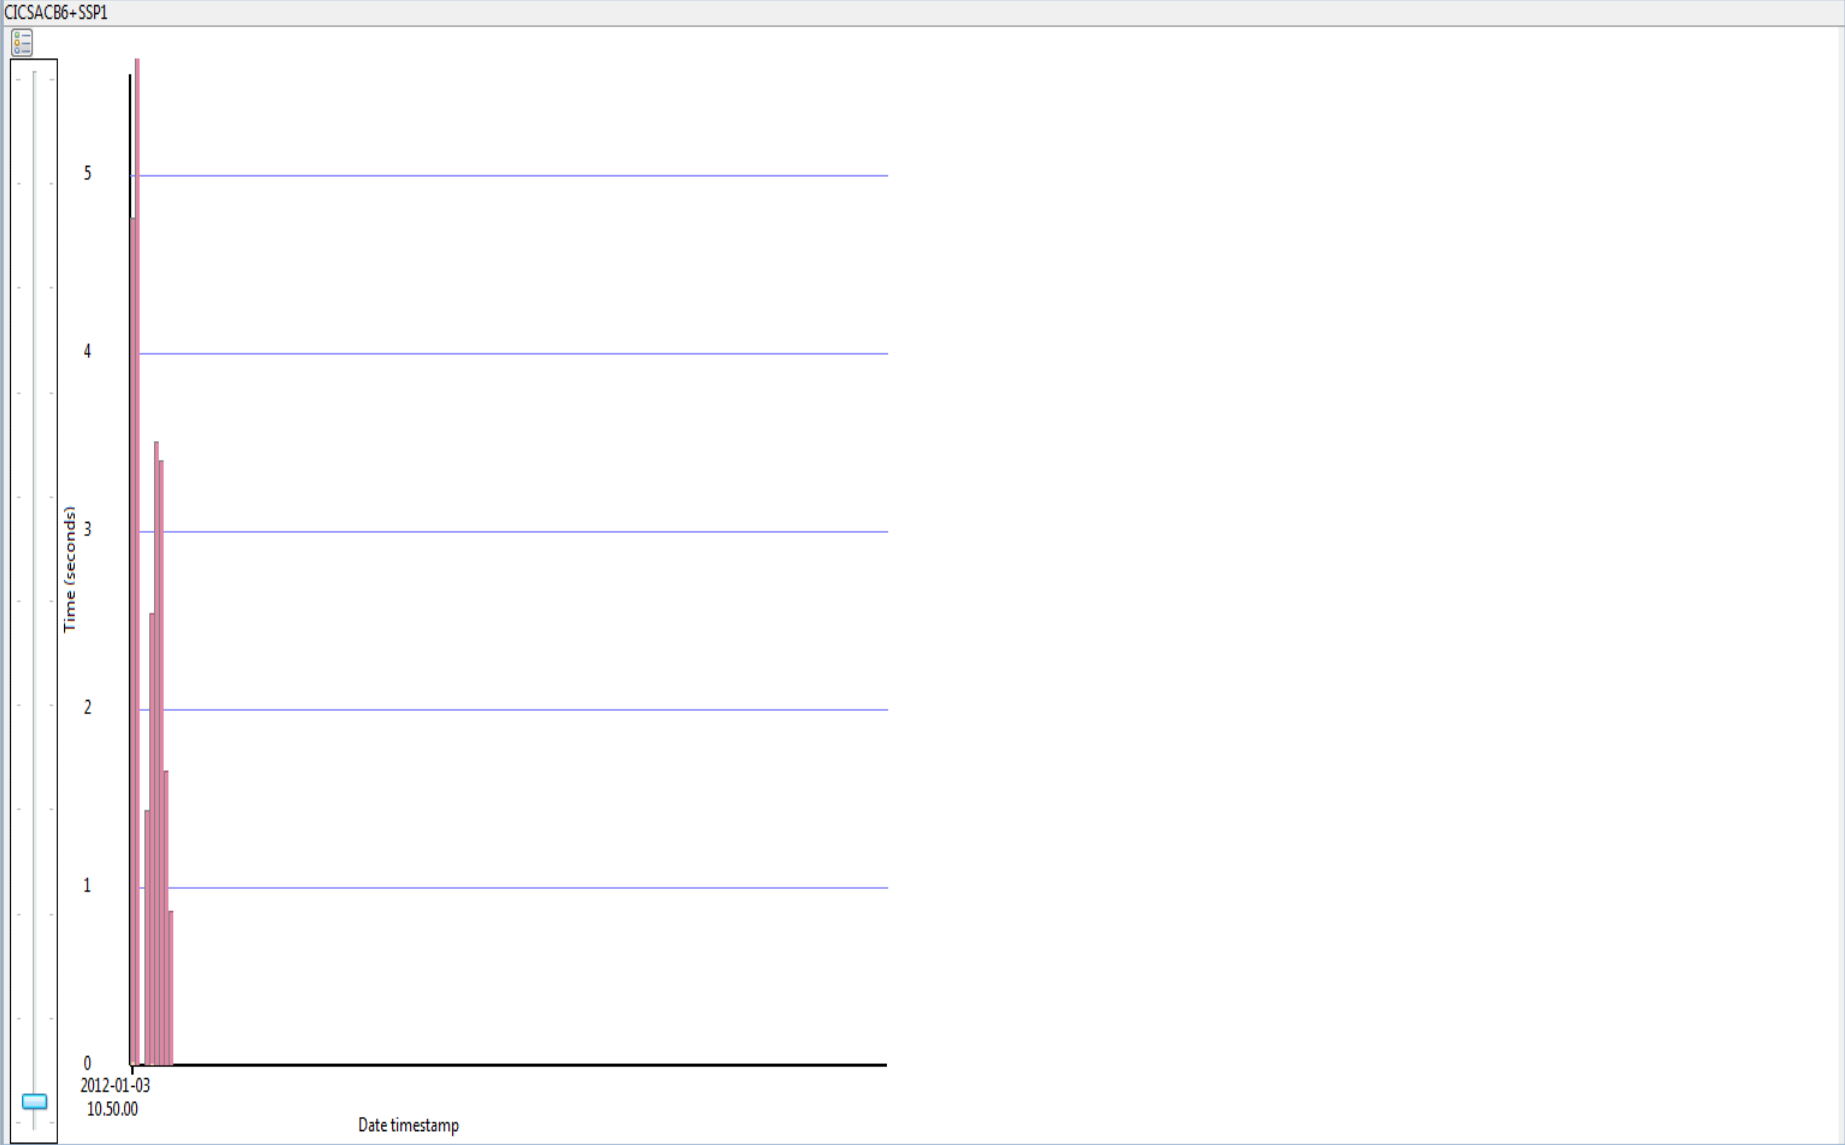 CICSACB6+SSP1
5
4
3
2
1
0
Time (seconds)
2012-01-03
10.50.00
Date timestamp